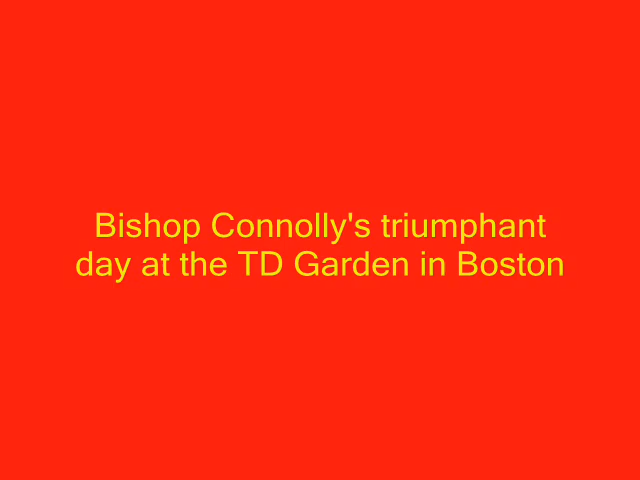 Bishop Connolly's triumphant
day at the TD Garden in Boston